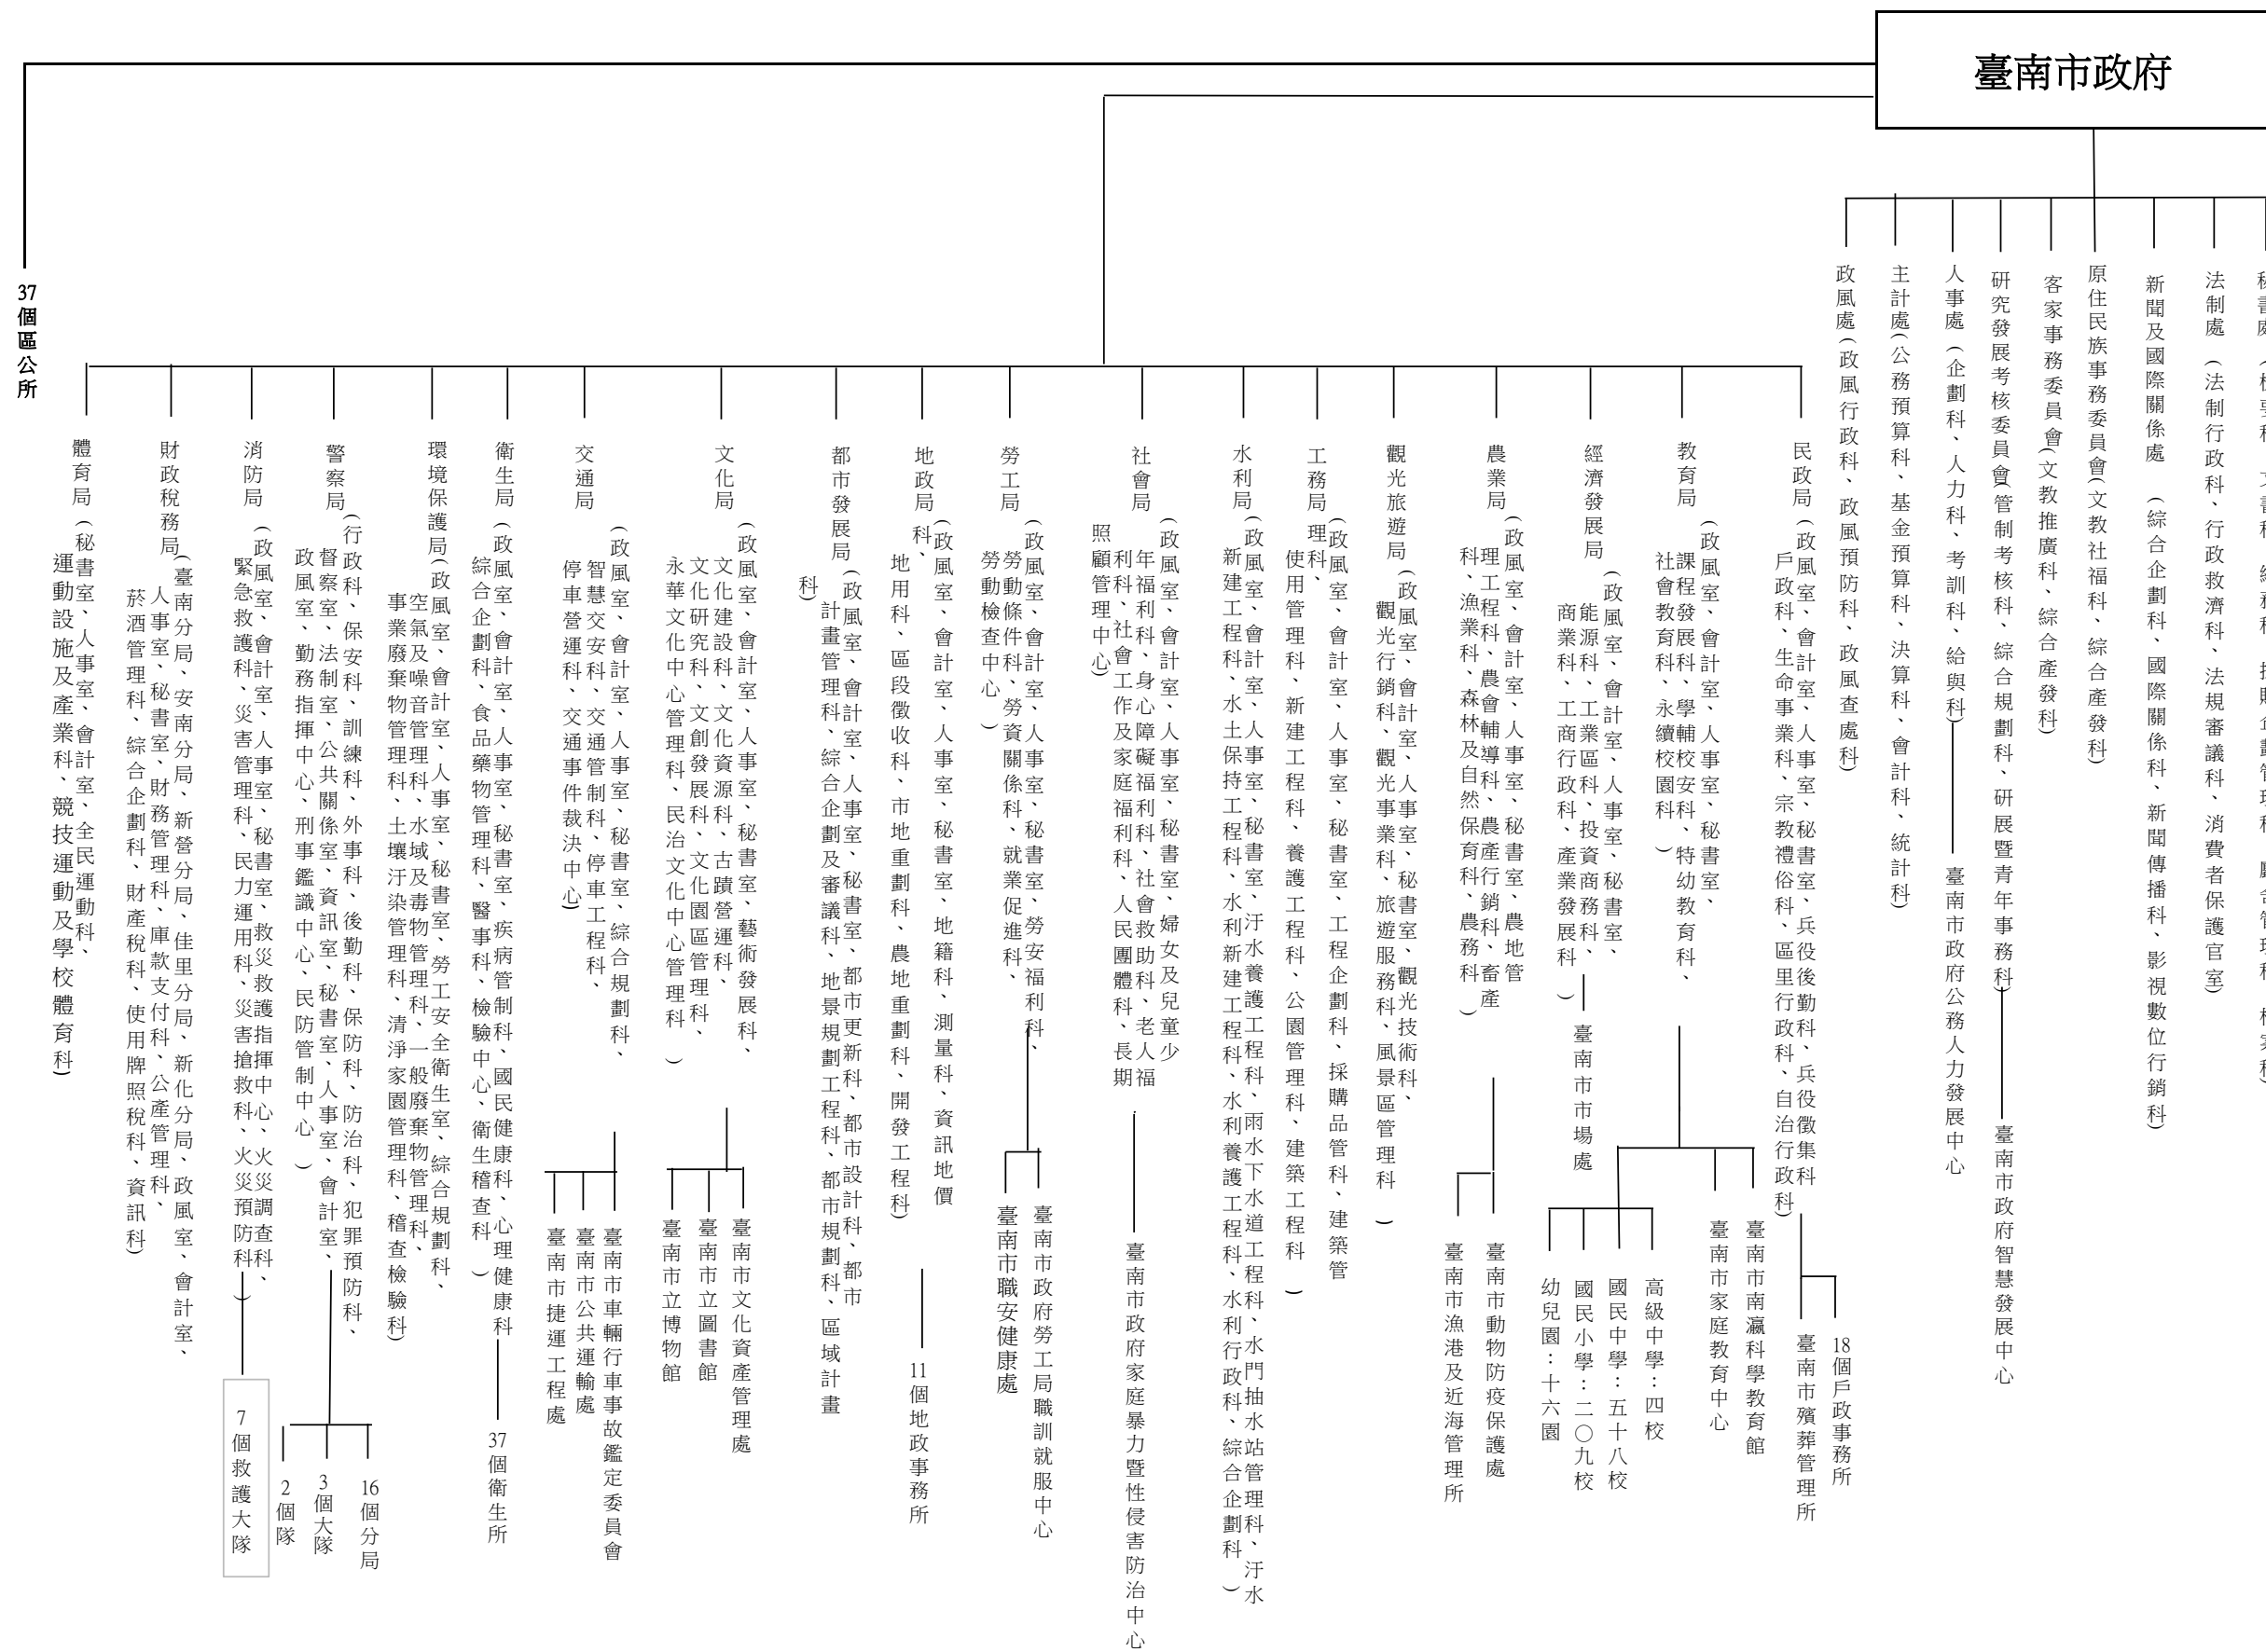 臺南市政府
秘書處
法制處(法制行政科、行政救濟科、法規審議科、消費者保護官室)
新聞及國際關係處(綜合企劃科、國際關係科、新聞傳播科、影視數位行銷科)
原住民族事務委員會(文教社福科、綜合產發科)
客家事務委員會(文教推廣科、綜合產發科)
研究發展考核委員會(管制考核科、綜合規劃科、研展暨青年事務科)
臺南市政府智慧發展中心
人事處(企劃科、人力科、考訓科、給與科)
臺南市政府公務人力發展中心
主計處(公務預算科、基金預算科、決算科、會計科、統計科)
政風處(政風行政科、政風預防科、政風查處科)
民政局(政風室、會計室、人事室、秘書室、兵役後勤科、兵役徵集科
戶政科、生命事業科、宗教禮俗科、區里行政科、自治行政科)
18個戶政事務所
臺南市殯葬管理所
教育局
(政風室、會計室、人事室、秘書室、
課程發展科、學輔校安科、特幼教育科、
社會教育科、永續校園科)
臺南市南瀛科學教育館
臺南市家庭教育中心
高級中學:四校
國民中學:五十八校
國民小學:二〇九校
幼兒園:十六園
經濟發展局
(政風室、會計室、人事室、秘書室、
能源科、工業區科、投資商務科、
商業科、工商行政科、產業發展科)
臺南市市場處
農業局
(政風室、會計室、人事室、秘書室、農地管
理工程科、農會輔導科、農產行銷科、畜產
科、漁業科、森林及自然保育科、農務科)
臺南市動物防疫保護處
臺南市漁港及近海管理所
觀光旅遊局
(政風室、會計室、人事室、秘書室、觀光技術科、
觀光行銷科、觀光事業科、旅遊服務科、風景區管理科)
工務局
(政風室、會計室、人事室、秘書室、工程企劃科、採購品管科、建築管
理科、
使用管理科、新建工程科、養護工程科、公園管理科、建築工程科)
水利局
(政風室、會計室、人事室、秘書室、汙水養護工程科、雨水下水道工程科、水門抽水站管理科、汙水
新建工程科、水土保持工程科、水利新建工程科、水利養護工程科、水利行政科、綜合企劃科)
社會局
(政風室、會計室、人事室、秘書室、婦女及兒童少
年福利科、身心障礙福利科、社會救助科、老人福
利科、社會工作及家庭福利科、人民團體科、長期
照顧管理中心)
臺南市政府家庭暴力暨性侵害防治中心
勞工局
(政風室、會計室、人事室、秘書室、勞安福利科、
勞動條件科、勞資關係科、就業促進科、
勞動檢查中心)
臺南市政府勞工局職訓就服中心
臺南市職安健康處
地政局
(政風室、會計室、人事室、秘書室、地籍科、測量科、資訊地價
科、
地用科、區段徵收科、市地重劃科、農地重劃科、開發工程科)
11個地政事務所
都市發展局
(政風室、會計室、人事室、秘書室、都市更新科、都市設計科、都市
計畫管理科、綜合企劃及審議科、地景規劃工程科、都市規劃科、區域計畫
科)
文化局
(政風室、會計室、人事室、秘書室、藝術發展科、
文化建設科、文化資源科、古蹟營運科、
文化研究科、文創發展科、文化園區管理科、
永華文化中心管理科、民治文化中心管理科)
臺南市文化資產管理處
臺南市立圖書館
臺南市立博物館
交通局
(政風室、會計室、人事室、秘書室、綜合規劃科、
智慧交安科、交通管制科、停車工程科、
停車營運科、交通事件裁決中心)
臺南市車輛行車事故鑑定委員會
臺南市公共運輸處
臺南市捷運工程處
衛生局
(政風室、會計室、人事室、秘書室、疾病管制科、國民健康科、心理健康科
綜合企劃科、食品藥物管理科、醫事科、檢驗中心、衛生稽查科)
37個衛生所
環境保護局(政風室、會計室、人事室、秘書室、勞工安全衛生室、綜合規劃科、
空氣及噪音管理科、水域及毒物管理科、一般廢棄物管理科、
事業廢棄物管理科、土壤汙染管理科、清淨家園管理科、稽查檢驗科)
警察局
(行政科、保安科、訓練科、外事科、後勤科、保防科、防治科、犯罪預防科、
督察室、法制室、公共關係室、資訊室、秘書室、人事室、會計室、
政風室、勤務指揮中心、刑事鑑識中心、民防管制中心)
16個分局
3個大隊
2個隊
消防局
(政風室、會計室、人事室、秘書室、救災救護指揮中心、火災調查科、
緊急救護科、災害管理科、民力運用科、災害搶救科、火災預防科)
7個救護大隊
財政稅務局
(臺南分局、安南分局、新營分局、佳里分局、新化分局、政風室、會計室、
人事室、秘書室、財務管理科、庫款支付科、公產管理科、
菸酒管理科、綜合企劃科、財產稅科、使用牌照稅科、資訊科)
體育局
(秘書室、人事室、會計室、全民運動科、
運動設施及產業科、競技運動及學校體育科)
37個區公所